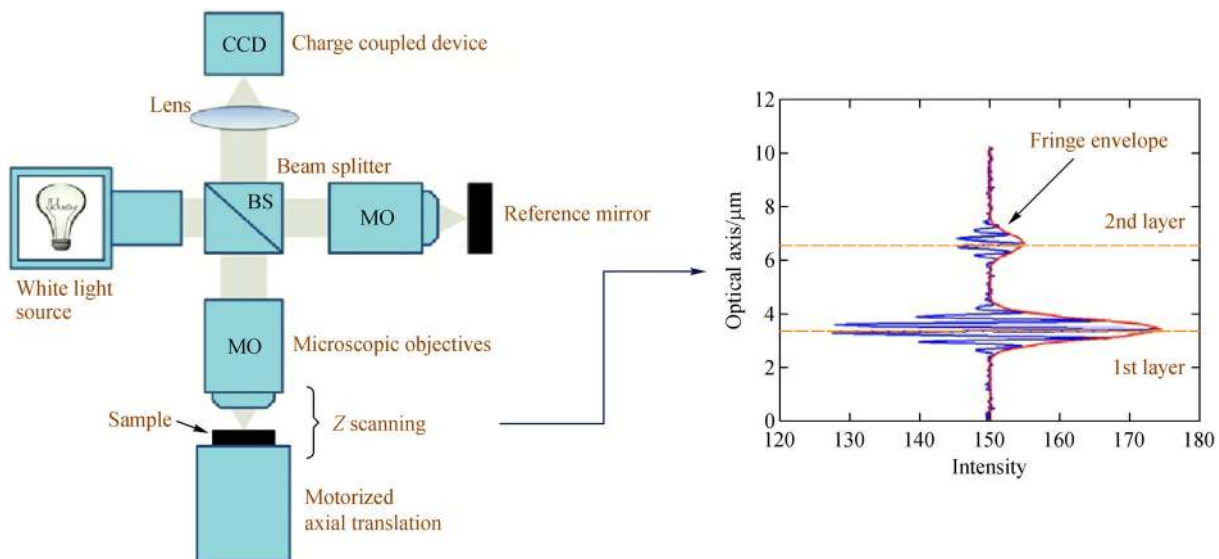 CCD
Charge coupled device
Lens
Beam splitter
BS
MO
Reference mirror
White light
source
MO
Microscopic objectives
Sample
Z scanning
Motorized
axial translation
Optical axis/μm
12
10
8
6
4
2
0
Fringe envelope
2nd layer
1st layer
120 130 140 150 160 170 180
Intensity